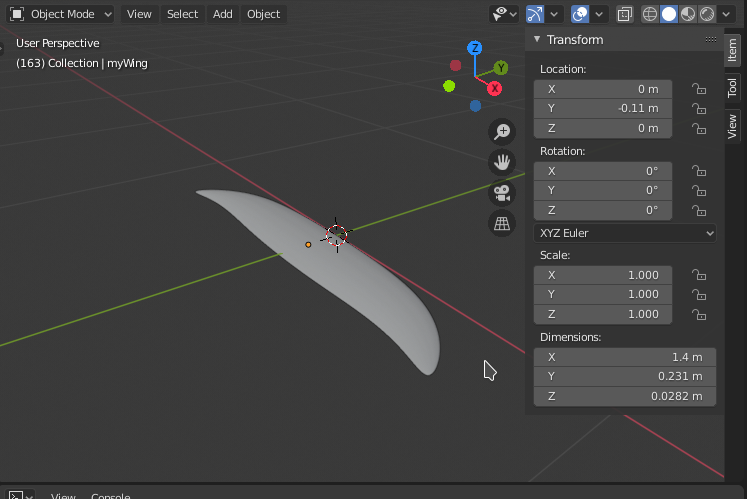 Object Mode View Select Add Object
User Perspective
(163) Collection | myWing
Z
Y
X
Transform
Item
Tool
View
Location:
X 0 m
Y -0.11 m
Z 0 m
Rotation:
X 0°
Y 0°
Z 0°
XYZ Euler
Scale:
X 1.000
Y 1.000
Z 1.000
Dimensions:
X 1.4 m
Y 0.231 m
Z 0.0282 m
View Console